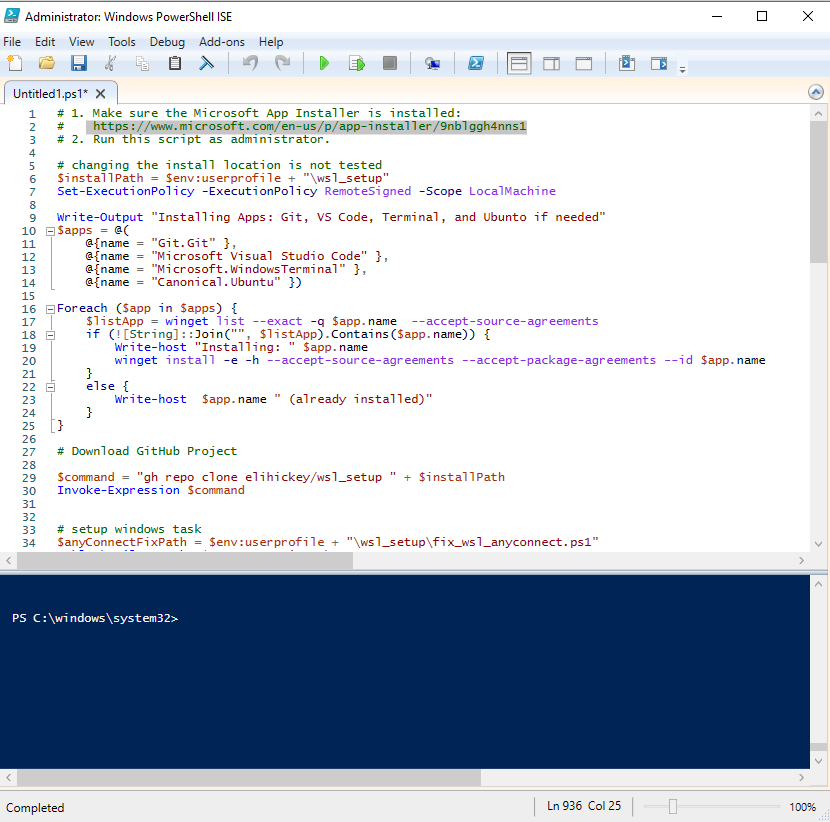 Administrator: Windows PowerShell ISE
File Edit View Tools Debug Add-ons Help
Untitled1.ps1*
1 # 1. Make sure the Microsoft App Installer is installed:
2 #    https://www.microsoft.com/en-us/p/app-installer/9nblggh4nns1
3 # 2. Run this script as administrator.
4
5 # changing the install location is not tested
6 $installPath = $env:userprofile + "\wsl_setup"
7 Set-ExecutionPolicy -ExecutionPolicy RemoteSigned -Scope LocalMachine
8
9 Write-Output "Installing Apps: Git, VS Code, Terminal, and Ubunto if needed"
10 $apps = @(
11     @{name = "Git.Git" },
12     @{name = "Microsoft Visual Studio Code" },
13     @{name = "Microsoft.WindowsTerminal" },
14     @{name = "Canonical.Ubuntu" })
15
16 Foreach ($app in $apps) {
17     $listApp = winget list --exact -q $app.name  --accept-source-agreements
18     if (![String]::Join("", $listApp).Contains($app.name)) {
19         Write-host "Installing: " $app.name
20         winget install -e -h --accept-source-agreements --accept-package-agreements --id $app.name
21     }
22     else {
23         Write-host  $app.name " (already installed)"
24     }
25 }
26
27 # Download GitHub Project
28
29 $command = "gh repo clone elihickey/wsl_setup " + $installPath
30 Invoke-Expression $command
31
32
33 # setup windows task
34 $anyConnectFixPath = $env:userprofile + "\wsl_setup\fix_wsl_anyconnect.ps1"
PS C:\windows\system32>
Completed
Ln 936 Col 25
100%